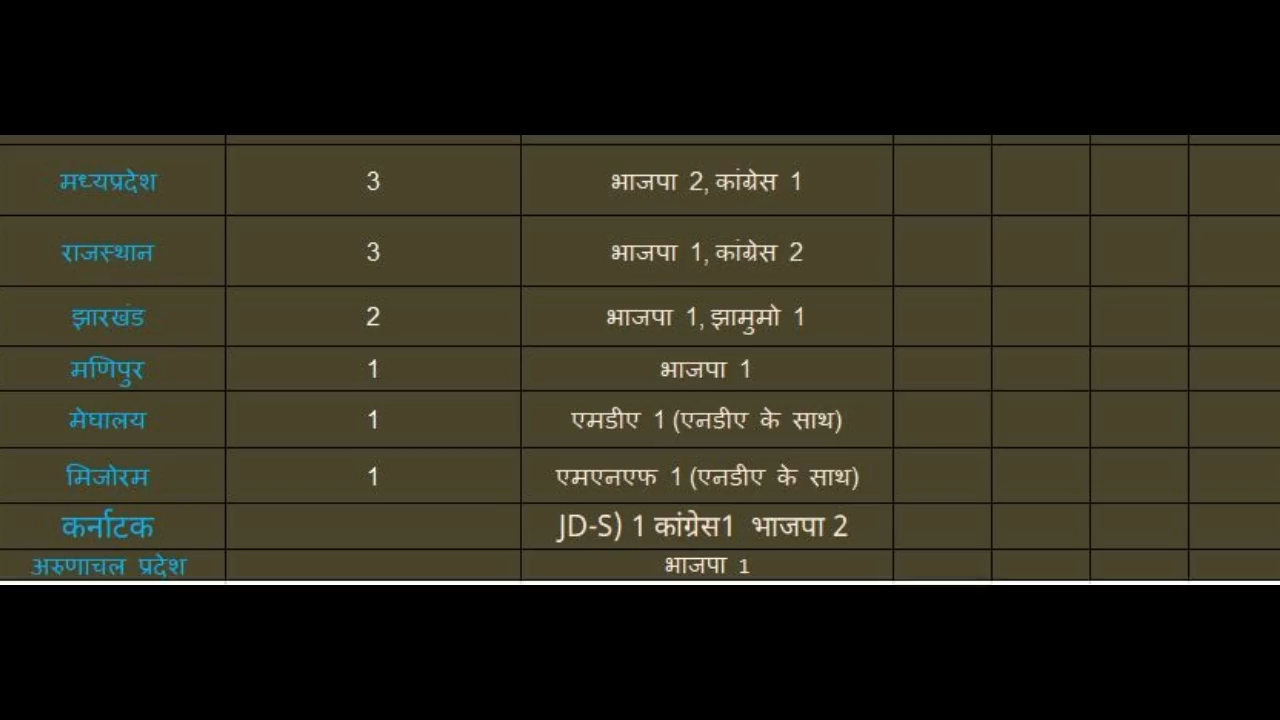 मध्यप्रदेश 3 भाजपा 2, कांग्रेस 1
राजस्थान 3 भाजपा 1, कांग्रेस 2
झारखंड 2 भाजपा 1, झामुमो 1
मणिपुर 1 भाजपा 1
मेघालय 1 एमडीए 1 (एनडीए के साथ)
मिजोरम 1 एमएनएफ 1 (एनडीए के साथ)
कर्नाटक JD-S) 1 कांग्रेस1 भाजपा 2
अरुणाचल प्रदेश भाजपा 1